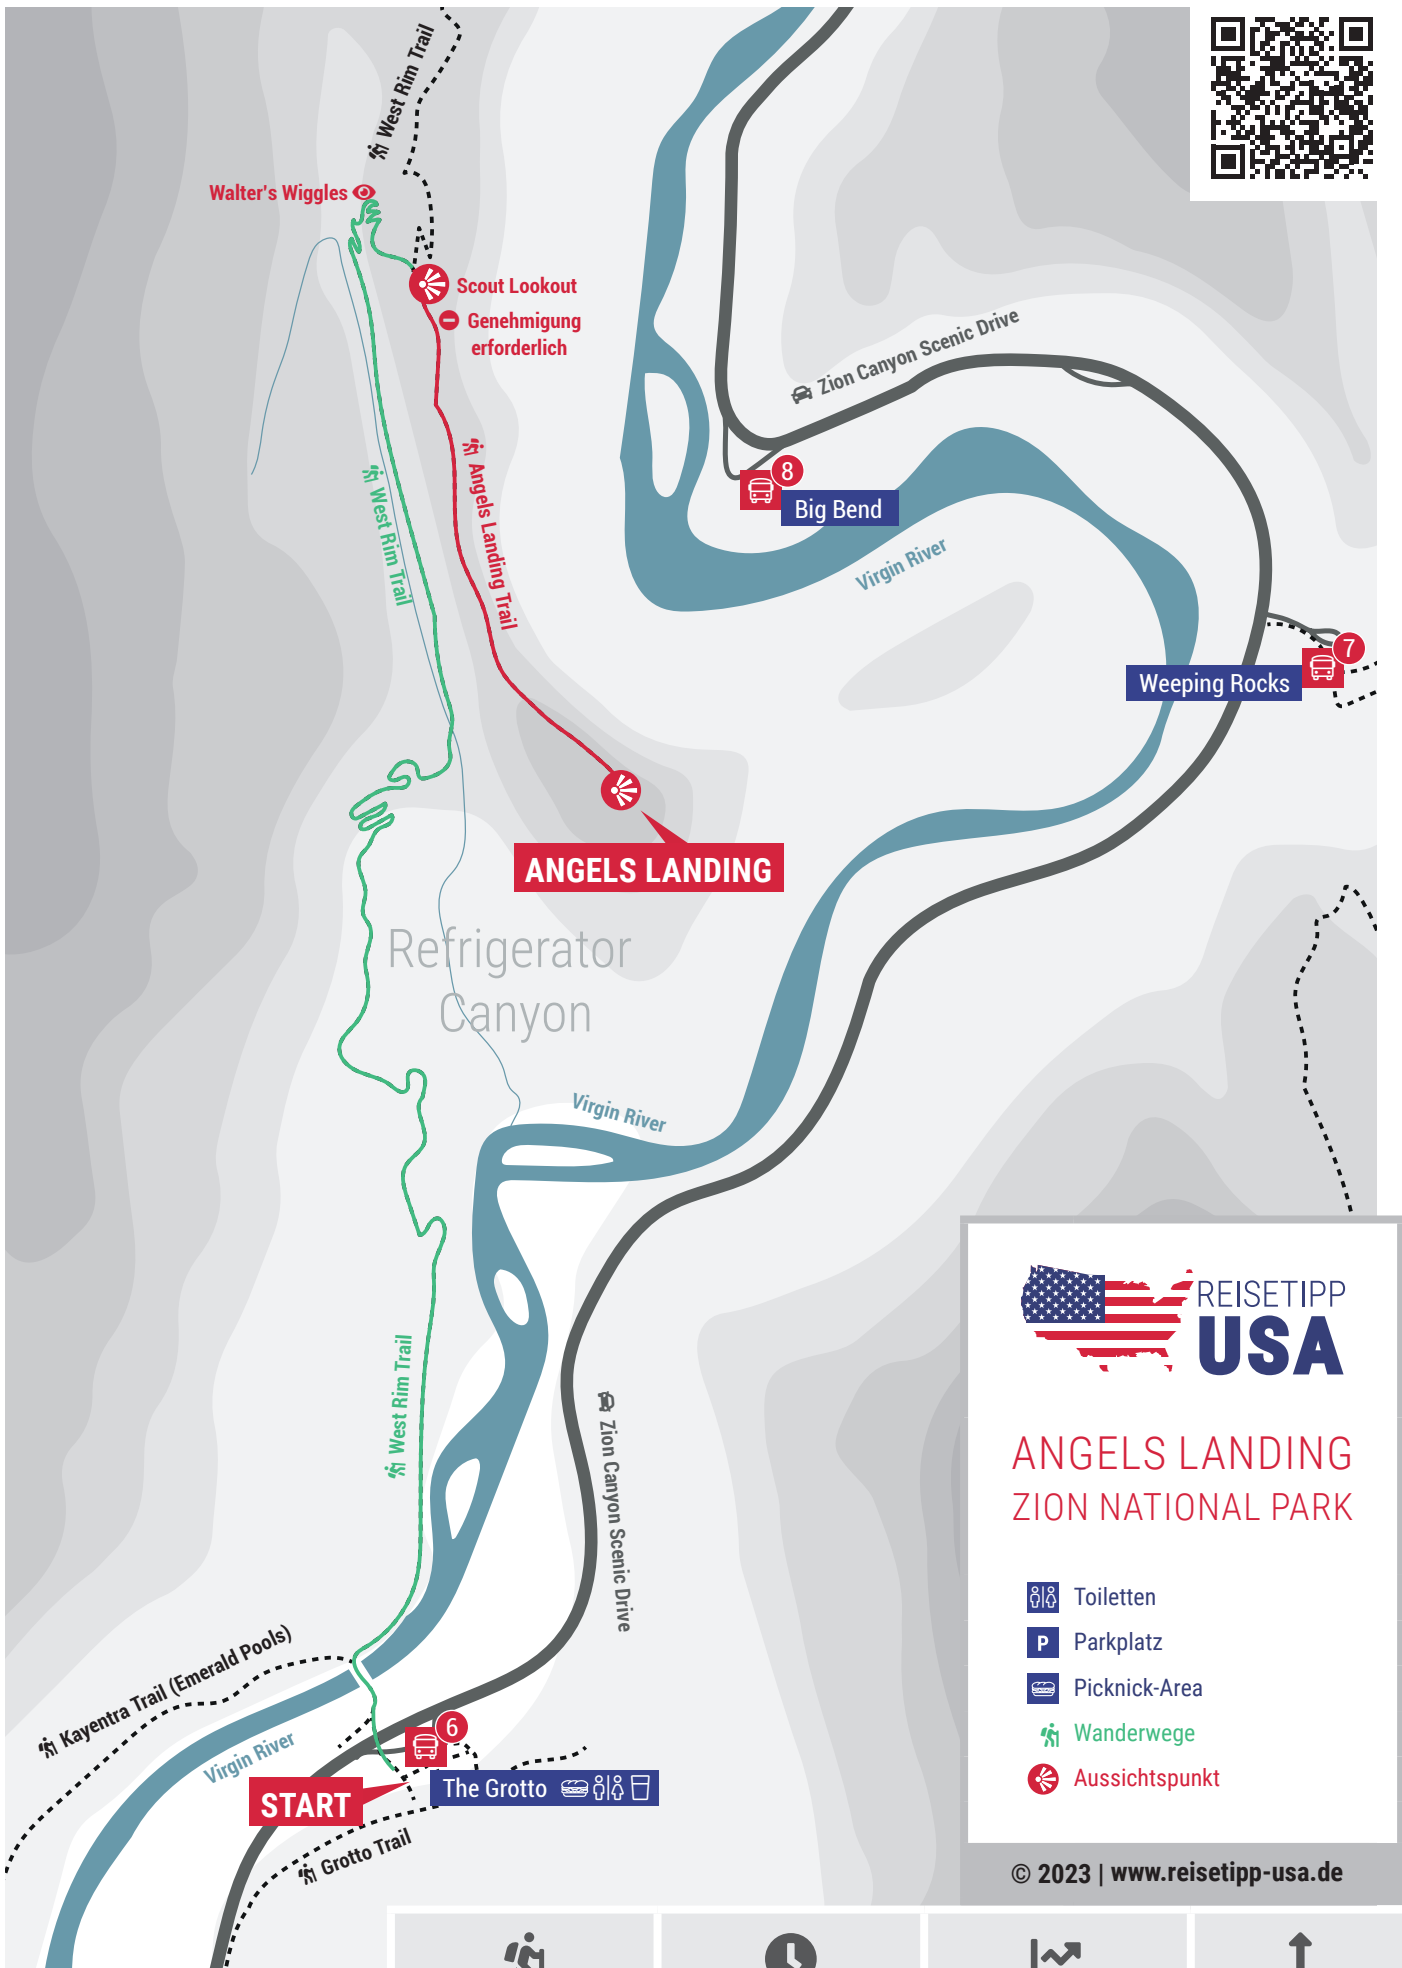 West Rim Trail
Walter's Wiggles
Scout Lookout
Genehmigung
erforderlich
Zion Canyon Scenic Drive
Angels Landing Trail
West Rim Trail
8
Big Bend
Virgin River
7
Weeping Rocks
ANGELS LANDING
Refrigerator
Canyon
Virgin River
West Rim Trail
Zion Canyon Scenic Drive
Kayentra Trail (Emerald Pools)
Virgin River
6
The Grotto
START
Grotto Trail
REISETIPP
USA
ANGELS LANDING
ZION NATIONAL PARK
Toiletten
P Parkplatz
Picknick-Area
Wanderwege
Aussichtspunkt
© 2023 | www.reisetipp-usa.de